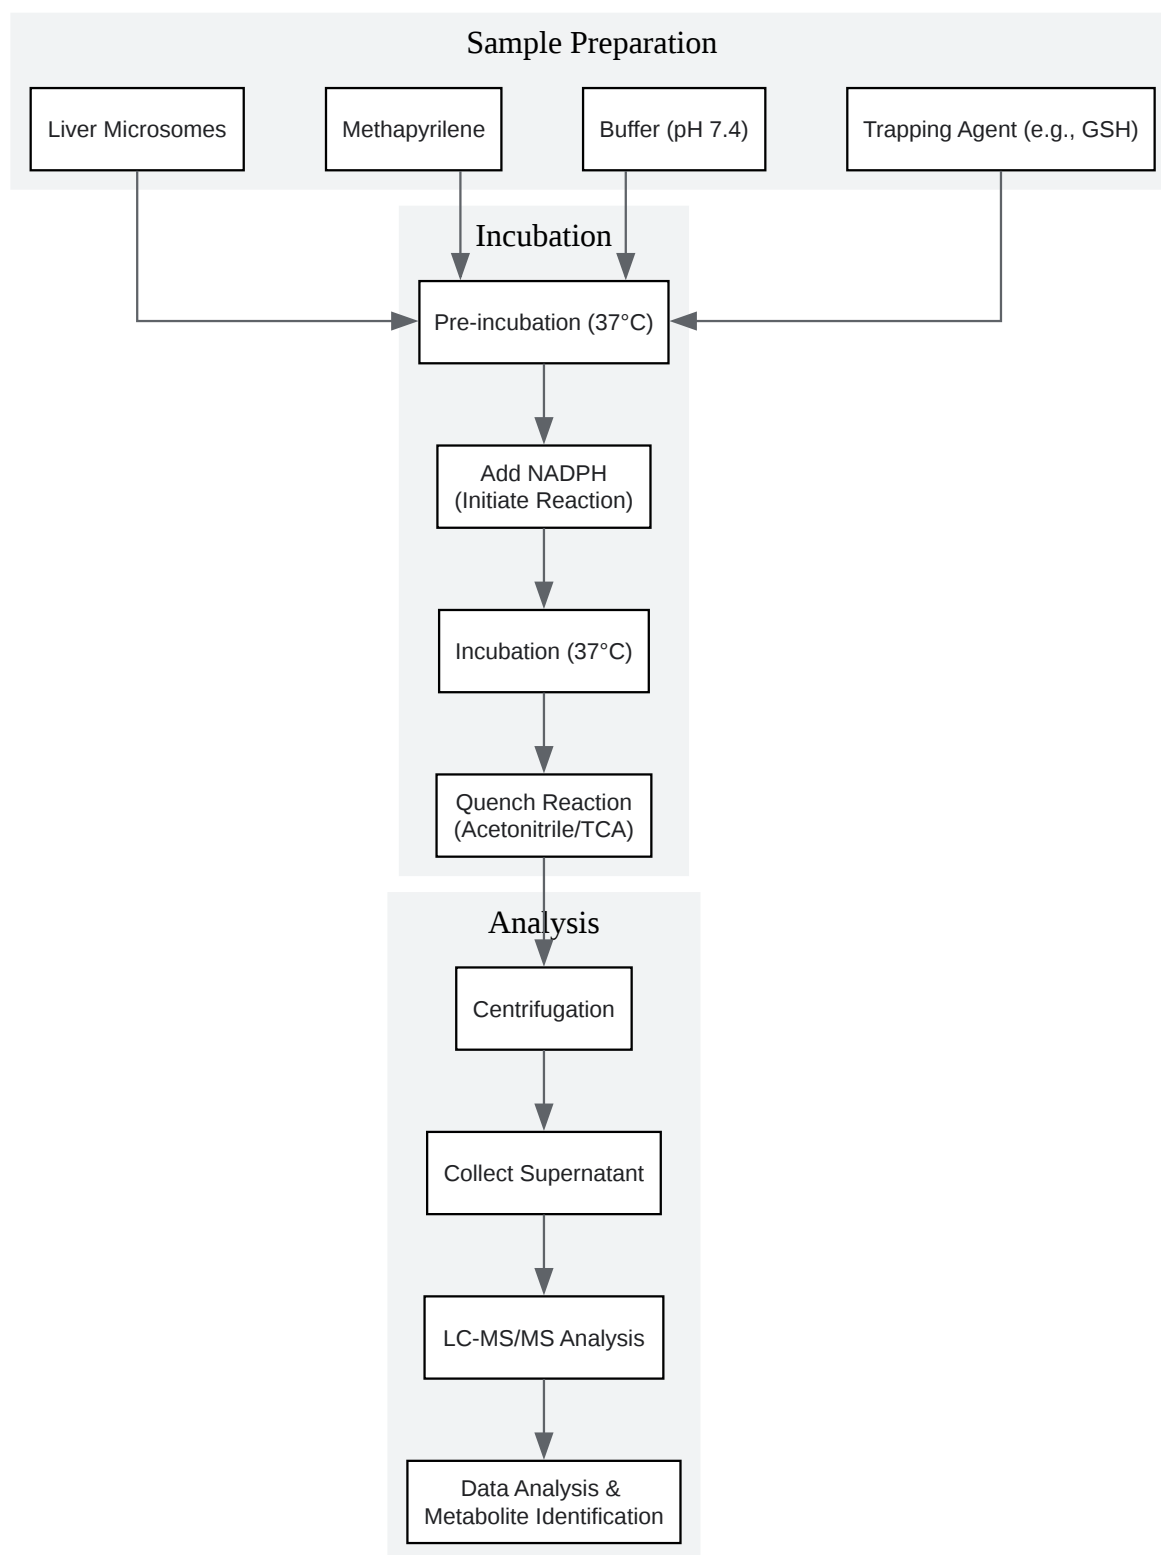 Sample Preparation
Liver Microsomes
Methapyrilene
Buffer (pH 7.4)
Trapping Agent (e.g., GSH)
Incubation
Pre-incubation (37°C)
Add NADPH
(Initiate Reaction)
Incubation (37°C)
Quench Reaction
(Acetonitrile/TCA)
Analysis
Centrifugation
Collect Supernatant
LC-MS/MS Analysis
Data Analysis &
Metabolite Identification